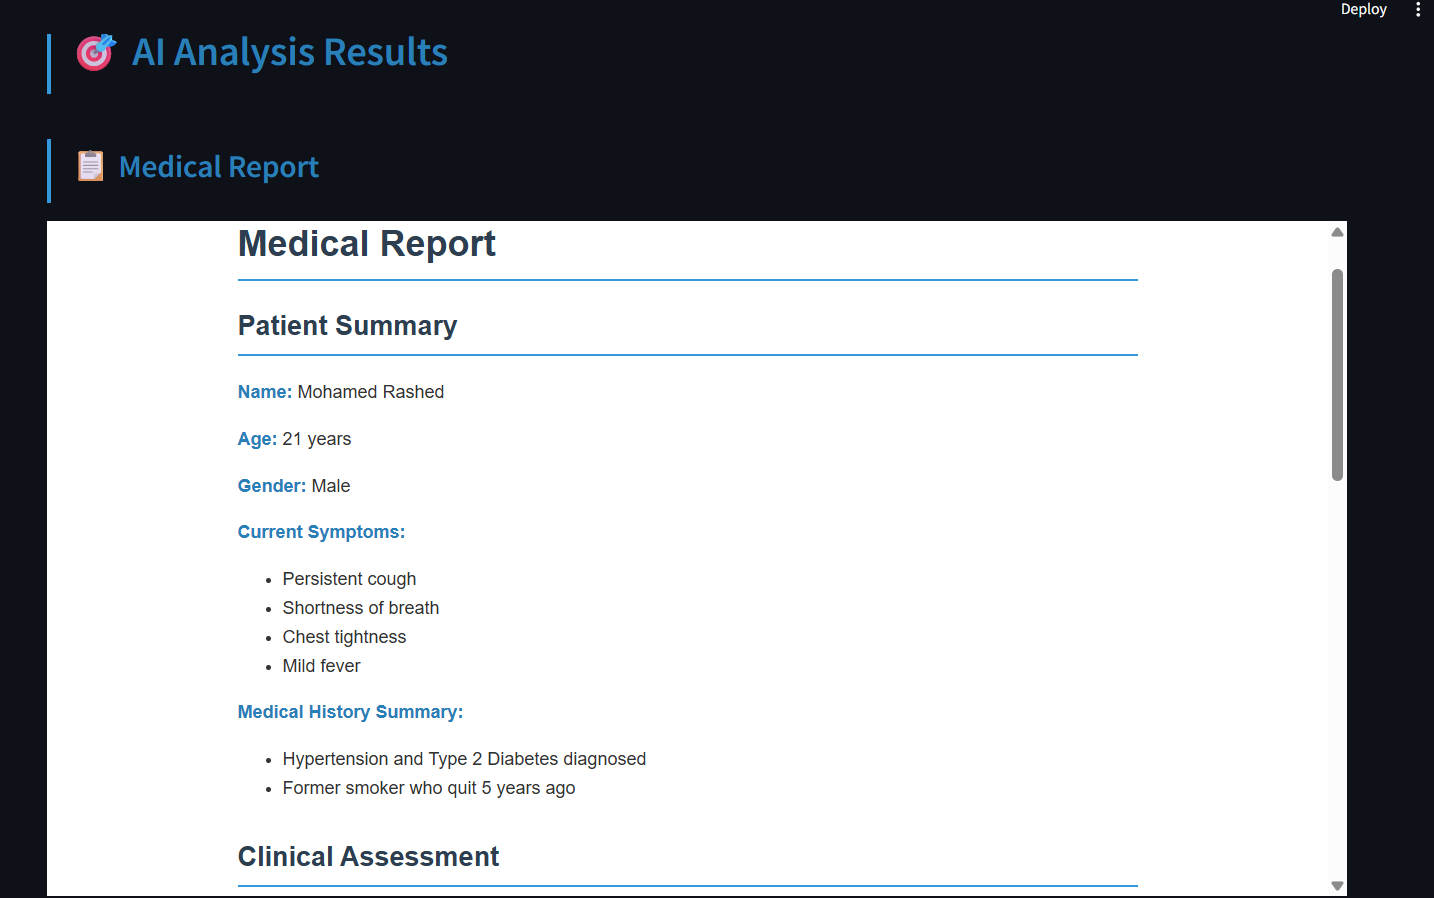 Deploy
AI Analysis Results
Medical Report
Medical Report
Patient Summary
Name: Mohamed Rashed
Age: 21 years
Gender: Male
Current Symptoms:
• Persistent cough
• Shortness of breath
• Chest tightness
• Mild fever
Medical History Summary:
• Hypertension and Type 2 Diabetes diagnosed
• Former smoker who quit 5 years ago
Clinical Assessment